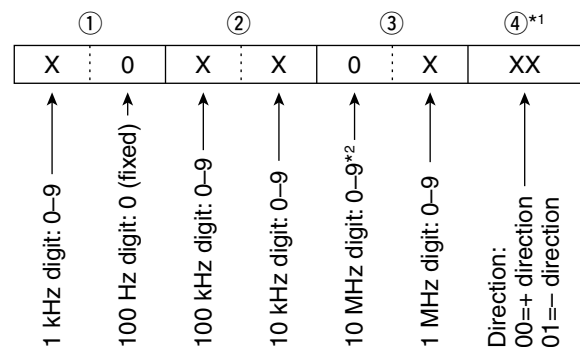 ① ② ③ ④*1
X 0 X X 0 X XX
1 kHz digit: 0–9
100 Hz digit: 0 (fixed)
100 kHz digit: 0–9
10 kHz digit: 0–9
10 MHz digit: 0–9*2
1 MHz digit: 0–9
Direction:
00=+ direction
01=– direction